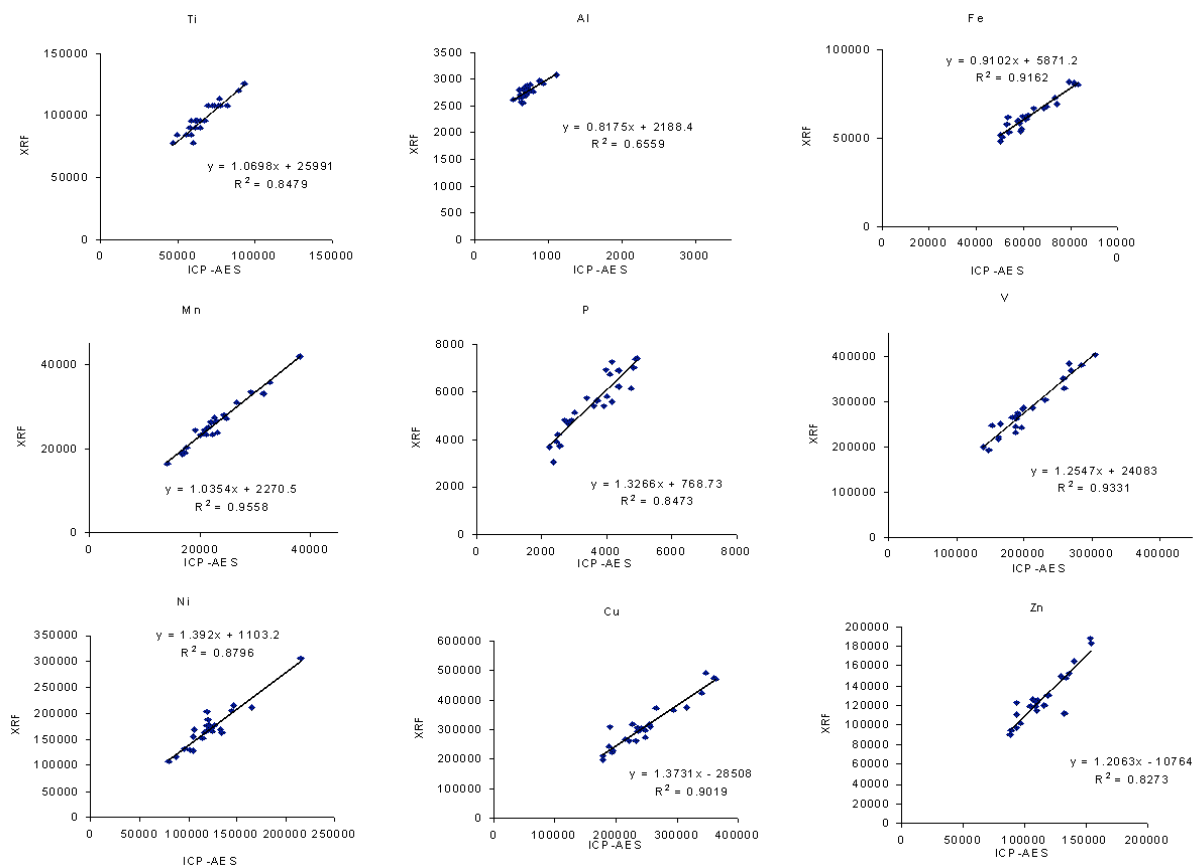 Ti
150000
100000
50000
0
XRF
y = 1.0698x + 25991
R² = 0.8479
0 50000 100000 150000
ICP-AES
Al
3500
3000
2500
2000
1500
1000
500
0
XRF
y = 0.8175x + 2188.4
R² = 0.6559
0 1000 2000 3000
ICP-AES
Fe
100000
50000
0
XRF
y = 0.9102x + 5871.2
R² = 0.9162
0 20000 40000 60000 80000 10000
0
ICP-AES
Mn
40000
20000
0
XRF
y = 1.0354x + 2270.5
R² = 0.9558
0 20000 40000
ICP-AES
P
8000
6000
4000
2000
0
XRF
y = 1.3266x + 768.73
R² = 0.8473
0 2000 4000 6000 8000
ICP-AES
V
400000
300000
200000
100000
0
XRF
y = 1.2547x + 24083
R² = 0.9331
0 100000 200000 300000 400000
ICP-AES
Ni
350000
300000
250000
200000
150000
100000
50000
0
XRF
y = 1.392x + 1103.2
R² = 0.8796
0 50000 100000 150000 200000 250000
ICP-AES
Cu
600000
500000
400000
300000
200000
100000
0
XRF
y = 1.3731x - 28508
R² = 0.9019
0 100000 200000 300000 400000
ICP-AES
Zn
200000
180000
160000
140000
120000
100000
80000
60000
40000
20000
0
XRF
y = 1.2063x - 10764
R² = 0.8273
0 50000 100000 150000 200000
ICP-AES